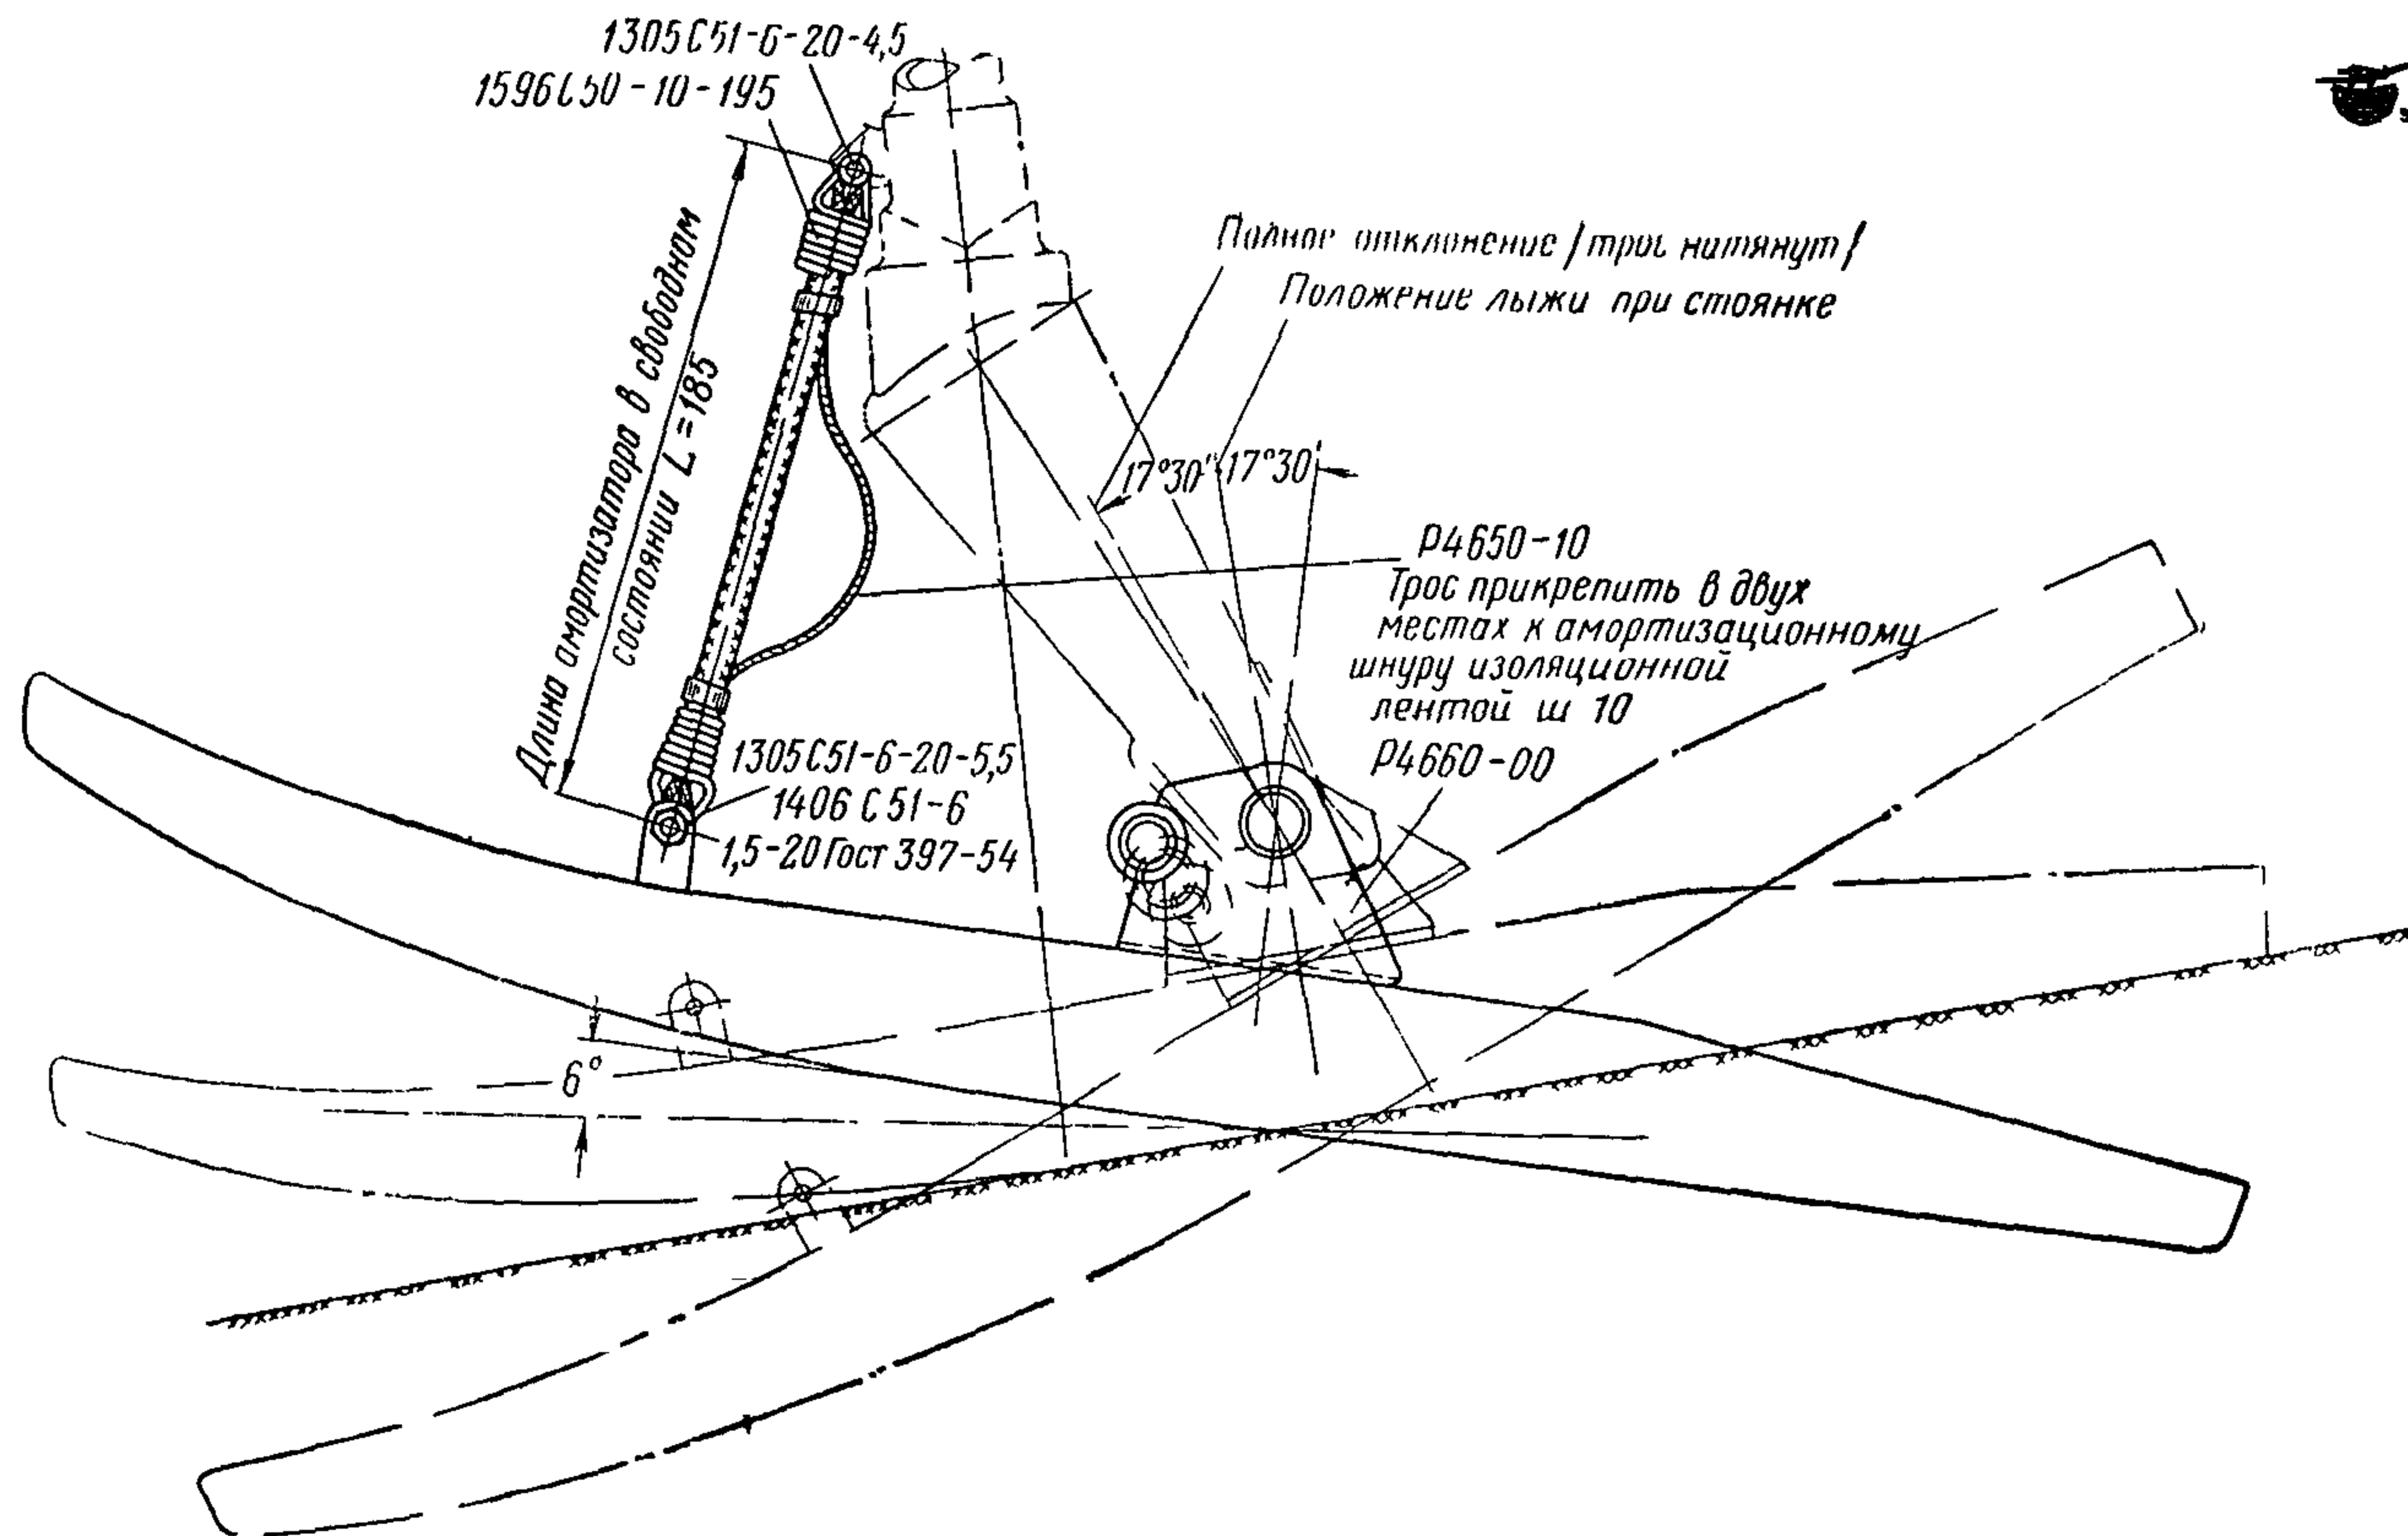 1305С51-6-20-4,5
1596С50-10-195
Длина амортизатора в свободном
состоянии L=185
Полное отклонение /трос натянут/
Положение лыжи при стоянке
17°30' 17°30'
Р4650-10
Трос прикрепить в двух
местах к амортизационному
шнуру изоляционной
лентой ш 10
Р4660-00
1305С51-6-20-5,5
1406С51-6
1,5-20 Гост 397-54
6°